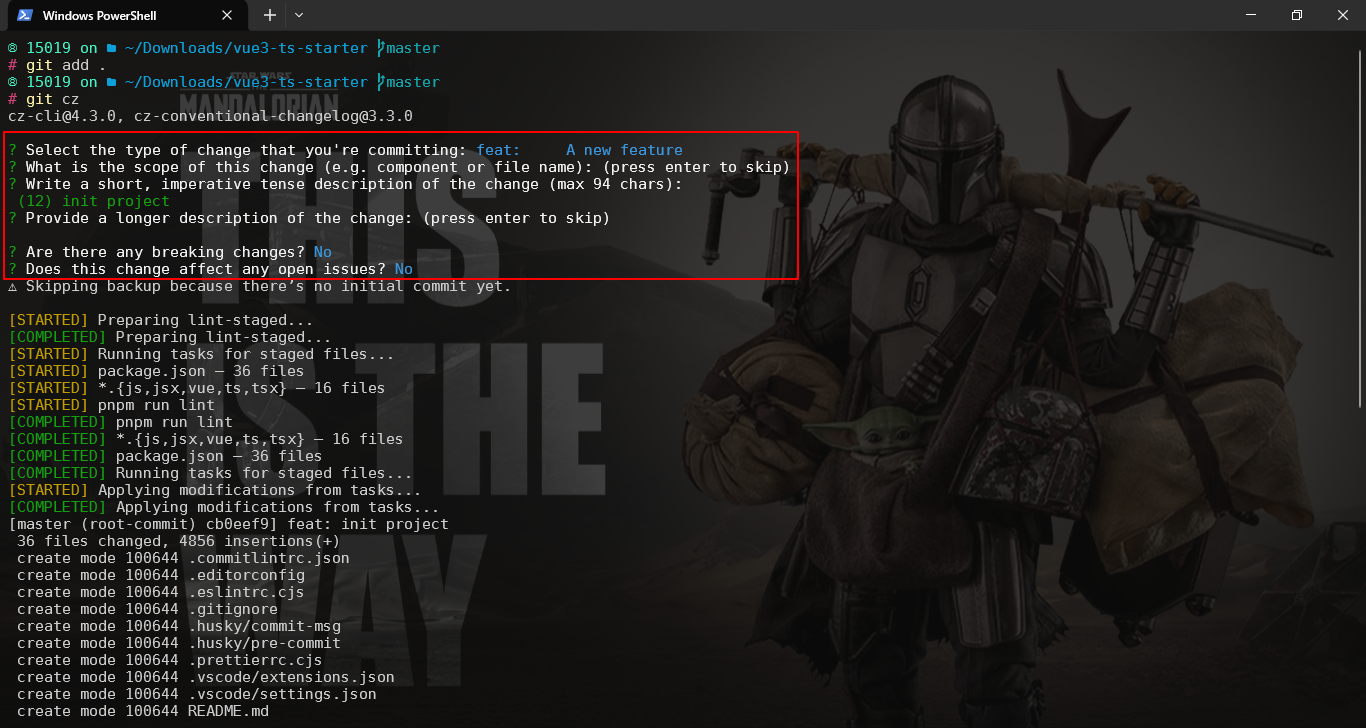 Windows PowerShell
15019 on ~/Downloads/vue3-ts-starter master
# git add .
15019 on ~/Downloads/vue3-ts-starter master
# git cz
cz-cli@4.3.0, cz-conventional-changelog@3.3.0
? Select the type of change that you're committing: feat:     A new feature
? What is the scope of this change (e.g. component or file name): (press enter to skip)
? Write a short, imperative tense description of the change (max 94 chars):
(12) init project
? Provide a longer description of the change: (press enter to skip)
? Are there any breaking changes? No
? Does this change affect any open issues? No
⚠ Skipping backup because there’s no initial commit yet.
[STARTED] Preparing lint-staged...
[COMPLETED] Preparing lint-staged...
[STARTED] Running tasks for staged files...
[STARTED] package.json — 36 files
[STARTED] *.{js,jsx,vue,ts,tsx} — 16 files
[STARTED] pnpm run lint
[COMPLETED] pnpm run lint
[COMPLETED] *.{js,jsx,vue,ts,tsx} — 16 files
[COMPLETED] package.json — 36 files
[COMPLETED] Running tasks for staged files...
[STARTED] Applying modifications from tasks...
[COMPLETED] Applying modifications from tasks...
[master (root-commit) cb0eef9] feat: init project
36 files changed, 4856 insertions(+)
create mode 100644 .commitlintrc.json
create mode 100644 .editorconfig
create mode 100644 .eslintrc.cjs
create mode 100644 .gitignore
create mode 100644 .husky/commit-msg
create mode 100644 .husky/pre-commit
create mode 100644 .prettierrc.cjs
create mode 100644 .vscode/extensions.json
create mode 100644 .vscode/settings.json
create mode 100644 README.md
STAR WARS
MANDALORIAN
THIS
IS THE
WAY